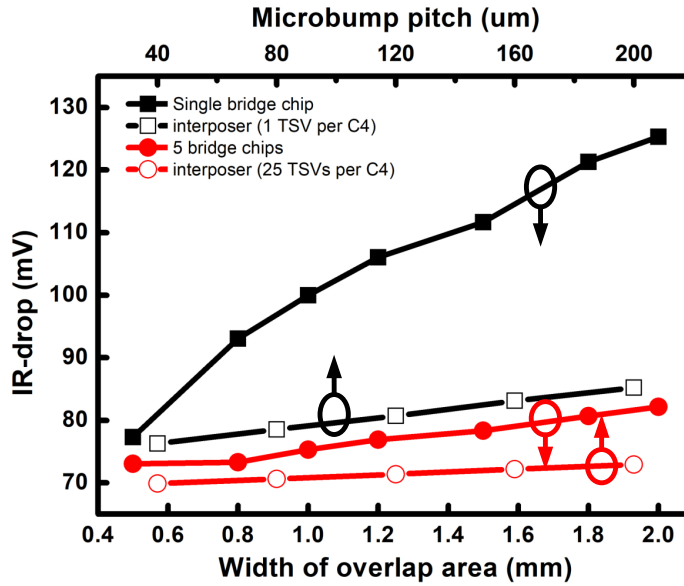 Microbump pitch (um)
40 80 120 160 200
130
120
110
100
90
80
70
IR-drop (mV)
Single bridge chip
interposer (1 TSV per C4)
5 bridge chips
interposer (25 TSVs per C4)
0.4 0.6 0.8 1.0 1.2 1.4 1.6 1.8 2.0
Width of overlap area (mm)